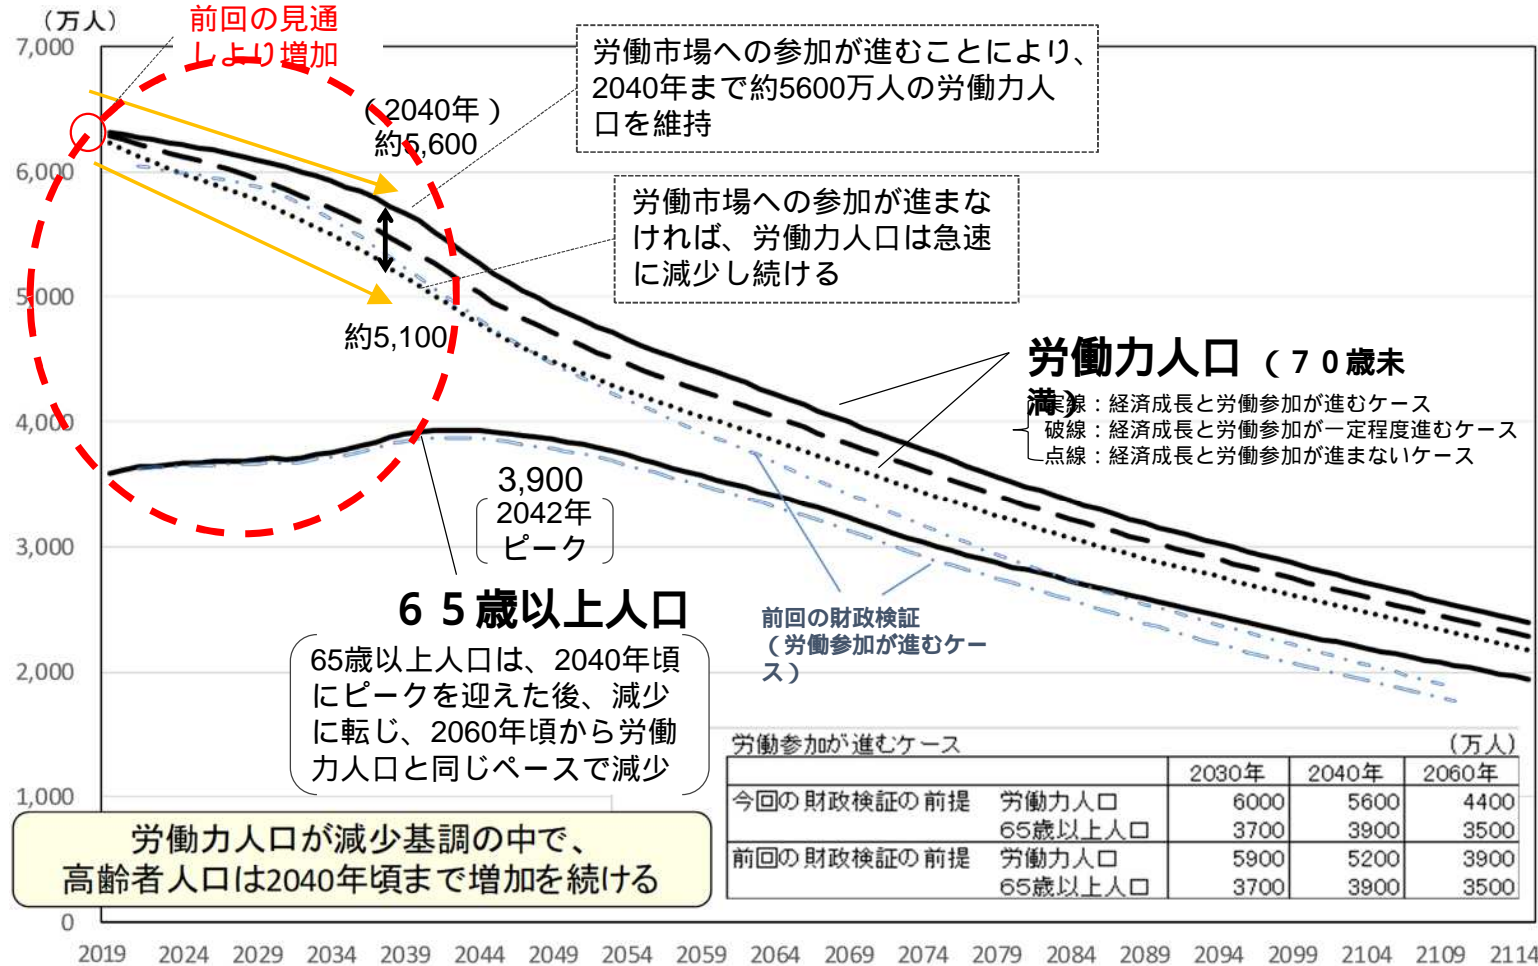 （万人）
前回の見通
しより増加
7,000
6,000
5,000
4,000
3,000
2,000
1,000
0
（2040年）
約5,600
労働市場への参加が進むことにより、
2040年まで約5600万人の労働力人
口を維持
労働市場への参加が進まな
ければ、労働力人口は急速
に減少し続ける
約5,100
労働力人口（７０歳未
満）
実線：経済成長と労働参加が進むケース
破線：経済成長と労働参加が一定程度進むケース
点線：経済成長と労働参加が進まないケース
3,900
2042年
ピーク
６５歳以上人口
65歳以上人口は、2040年頃
にピークを迎えた後、減少
に転じ、2060年頃から労働
力人口と同じペースで減少
前回の財政検証
（労働参加が進むケー
ス）
労働参加が進むケース （万人）
2030年 2040年 2060年
今回の財政検証の前提 労働力人口 6000 5600 4400
65歳以上人口 3700 3900 3500
前回の財政検証の前提 労働力人口 5900 5200 3900
65歳以上人口 3700 3900 3500
労働力人口が減少基調の中で、
高齢者人口は2040年頃まで増加を続ける
2019 2024 2029 2034 2039 2044 2049 2054 2059 2064 2069 2074 2079 2084 2089 2094 2099 2104 2109 2114